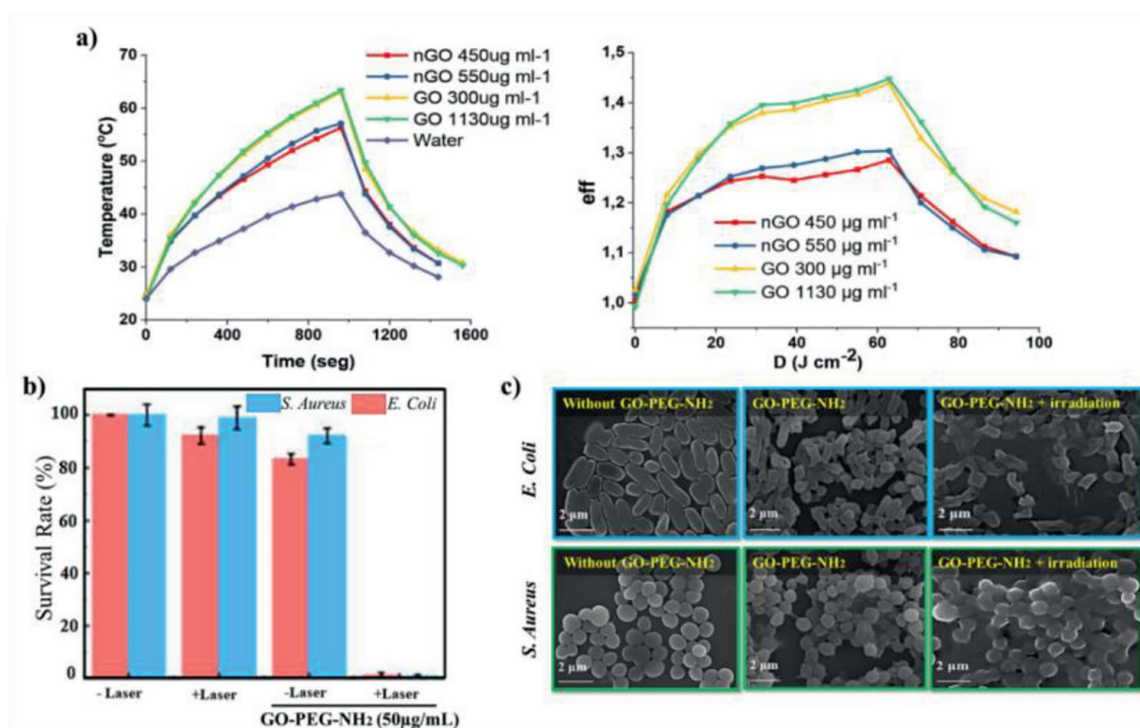 a)
70
60
50
40
30
20
Temperature (°C)
0
400
800
1200
1600
Time (seg)
nGO 450ug ml-1
nGO 550ug ml-1
GO 300ug ml-1
GO 1130ug ml-1
Water
1,5
1,4
1,3
1,2
1,1
1,0
eff
0
20
40
60
80
100
D (J cm-2)
nGO 450 µg ml-1
nGO 550 µg ml-1
GO 300 µg ml-1
GO 1130 µg ml-1
b)
S. Aureus
E. Coli
100
80
60
40
20
0
Survival Rate (%)
- Laser
+Laser
-Laser
+Laser
GO-PEG-NH2 (50µg/mL)
c)
E. Coli
Without GO-PEG-NH2
2 µm
GO-PEG-NH2
2 µm
GO-PEG-NH2 + irradiation
2 µm
S. Aureus
Without GO-PEG-NH2
2 µm
GO-PEG-NH2
2 µm
GO-PEG-NH2 + irradiation
2 µm